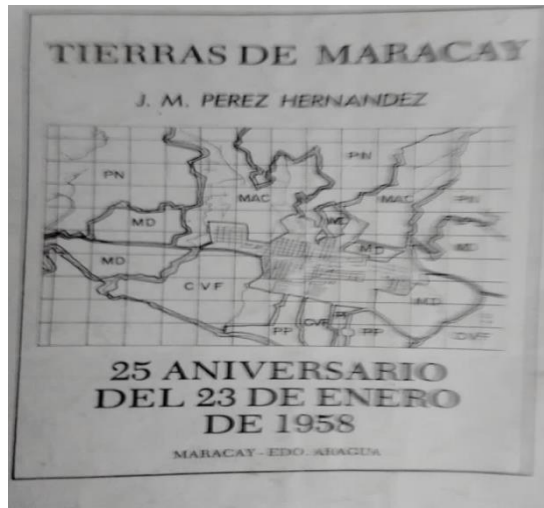 TIERRAS DE MARACAY
J. M. PEREZ HERNANDEZ
PN
PN
MAC
MAC
PN
MD
MD
MD
MD
CVF
MD
PP
CVF
PP
CVF
25 ANIVERSARIO
DEL 23 DE ENERO
DE 1958
MARACAY - EDO. ARAGUA